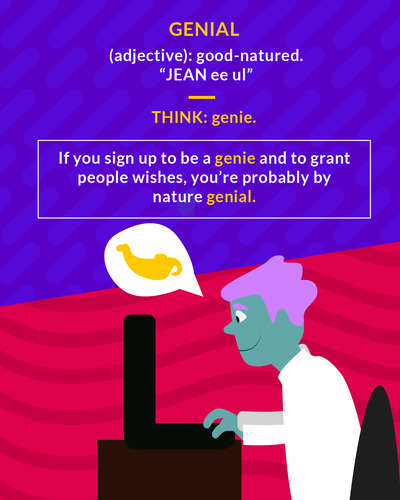 GENIAL
(adjective): good-natured.
“JEAN ee ul”
THINK: genie.
If you sign up to be a genie and to grant
people wishes, you’re probably by
nature genial.